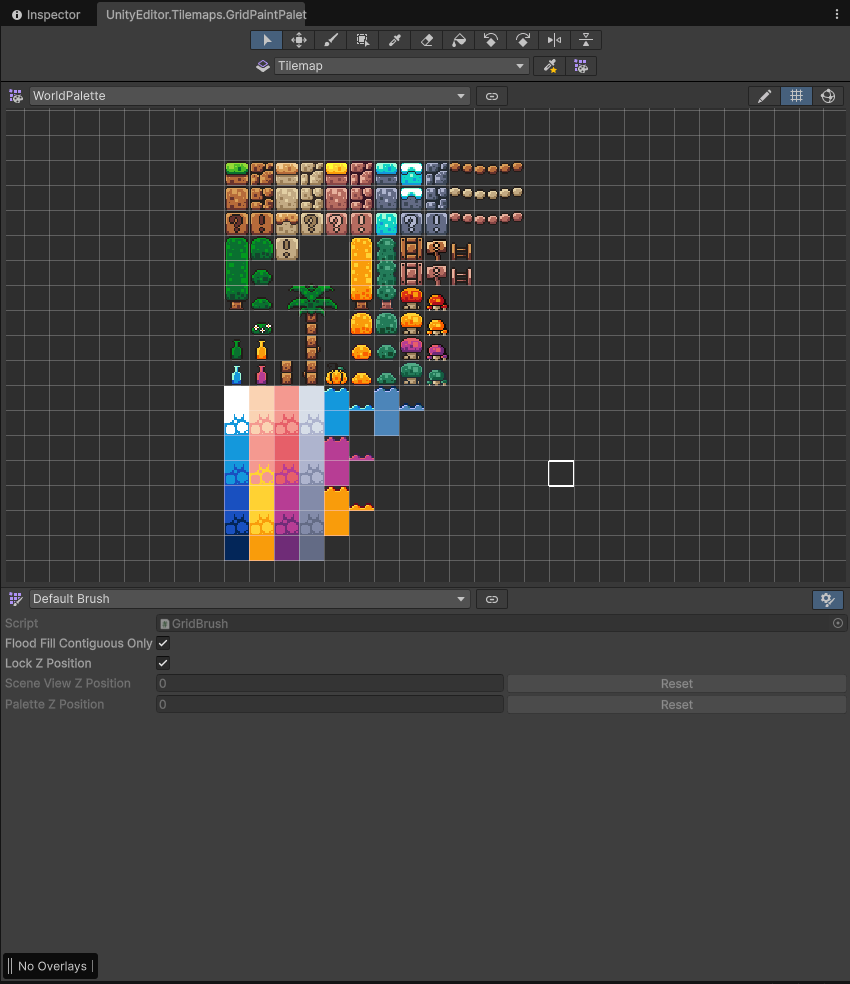 Inspector
UnityEditor.Tilemaps.GridPaintPalet
Tilemap
WorldPalette
? ! ? ? ! ? !
!
Default Brush
Script GridBrush
Flood Fill Contiguous Only
Lock Z Position
Scene View Z Position 0 Reset
Palette Z Position 0 Reset
No Overlays